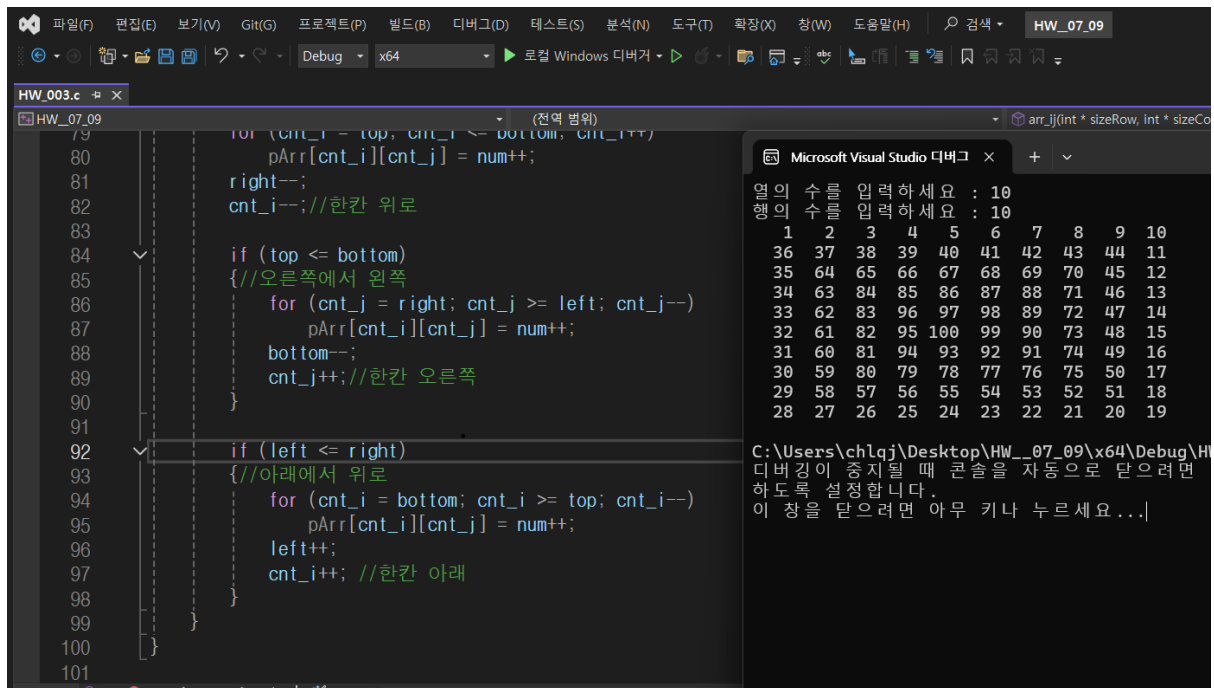 파일(F) 편집(E) 보기(V) Git(G) 프로젝트(P) 빌드(B) 디버그(D) 테스트(S) 분석(N) 도구(T) 확장(X) 창(W) 도움말(H) 검색 HW__07_09
Debug x64 로컬 Windows 디버거
HW_003.c
HW__07_09 (전역 범위) arr_ij(int * sizeRow, int * sizeCo
79 for (cnt_i = top; cnt_i <= bottom; cnt_i++)
80 pArr[cnt_i][cnt_j] = num++;
81 right--;
82 cnt_i--;//한칸 위로
83
84 if (top <= bottom)
85 {//오른쪽에서 왼쪽
86 for (cnt_j = right; cnt_j >= left; cnt_j--)
87 pArr[cnt_i][cnt_j] = num++;
88 bottom--;
89 cnt_j++;//한칸 오른쪽
90 }
91
92 if (left <= right)
93 {//아래에서 위로
94 for (cnt_i = bottom; cnt_i >= top; cnt_i--)
95 pArr[cnt_i][cnt_j] = num++;
96 left++;
97 cnt_i++; //한칸 아래
98 }
99 }
100 }
101
Microsoft Visual Studio 디버그
열의 수를 입력하세요 : 10
행의 수를 입력하세요 : 10
1 2 3 4 5 6 7 8 9 10
36 37 38 39 40 41 42 43 44 11
35 64 65 66 67 68 69 70 45 12
34 63 84 85 86 87 88 71 46 13
33 62 83 96 97 98 89 72 47 14
32 61 82 95 100 99 90 73 48 15
31 60 81 94 93 92 91 74 49 16
30 59 80 79 78 77 76 75 50 17
29 58 57 56 55 54 53 52 51 18
28 27 26 25 24 23 22 21 20 19
C:\Users\chlqj\Desktop\HW__07_09\x64\Debug\HW
디버깅이 중지될 때 콘솔을 자동으로 닫으려면
하도록 설정합니다.
이 창을 닫으려면 아무 키나 누르세요...